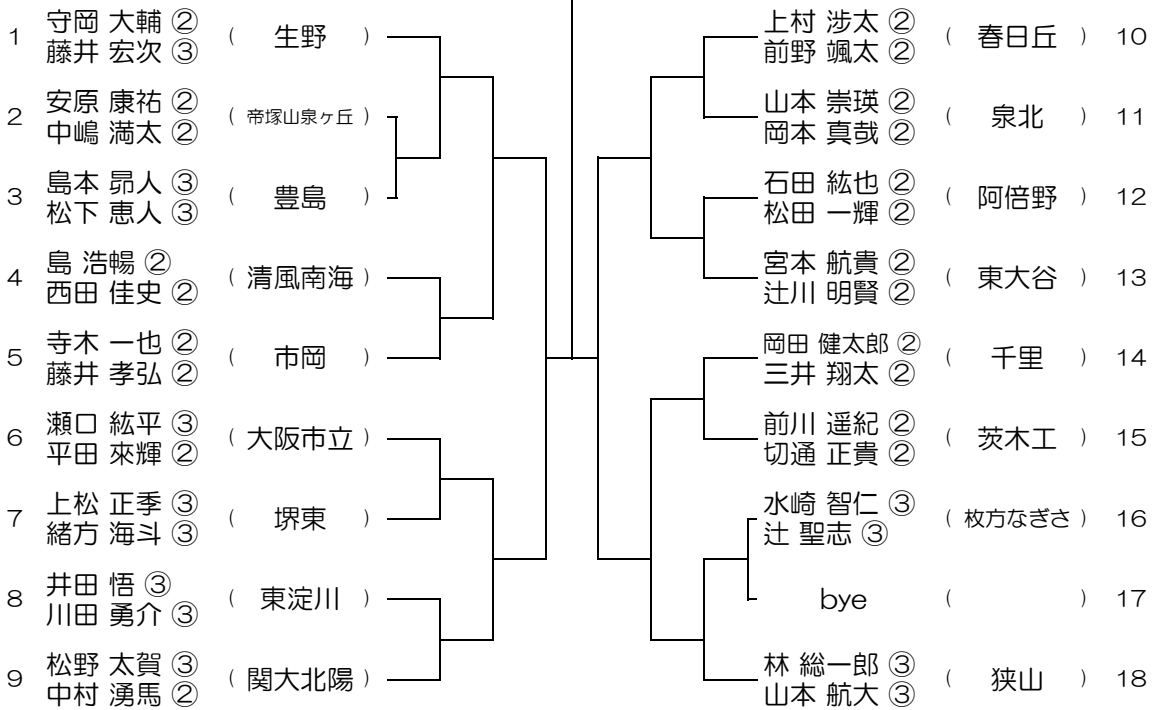 1 守岡 大輔 ② ( 生野 )
藤井 宏次 ③
2 安原 康祐 ② ( 帝塚山泉ヶ丘 )
中嶋 満太 ②
3 島本 昴人 ③ ( 豊島 )
松下 恵人 ③
4 島 浩暢 ② ( 清風南海 )
西田 佳史 ②
5 寺木 一也 ② ( 市岡 )
藤井 孝弘 ②
6 瀬口 紘平 ③ ( 大阪市立 )
平田 來輝 ②
7 上松 正季 ③ ( 堺東 )
緒方 海斗 ③
8 井田 悟 ③ ( 東淀川 )
川田 勇介 ③
9 松野 太賀 ③ ( 関大北陽 )
中村 湧馬 ②
上村 渉太 ② ( 春日丘 ) 10
前野 颯太 ②
山本 崇瑛 ② ( 泉北 ) 11
岡本 真哉 ②
石田 紘也 ② ( 阿倍野 ) 12
松田 一輝 ②
宮本 航貴 ② ( 東大谷 ) 13
辻川 明賢 ②
岡田 健太郎 ② ( 千里 ) 14
三井 翔太 ②
前川 遥紀 ② ( 茨木工 ) 15
切通 正貴 ②
水崎 智仁 ③ ( 枚方なぎさ ) 16
辻 聖志 ③
bye ( ) 17
林 総一郎 ③ ( 狭山 ) 18
山本 航大 ③